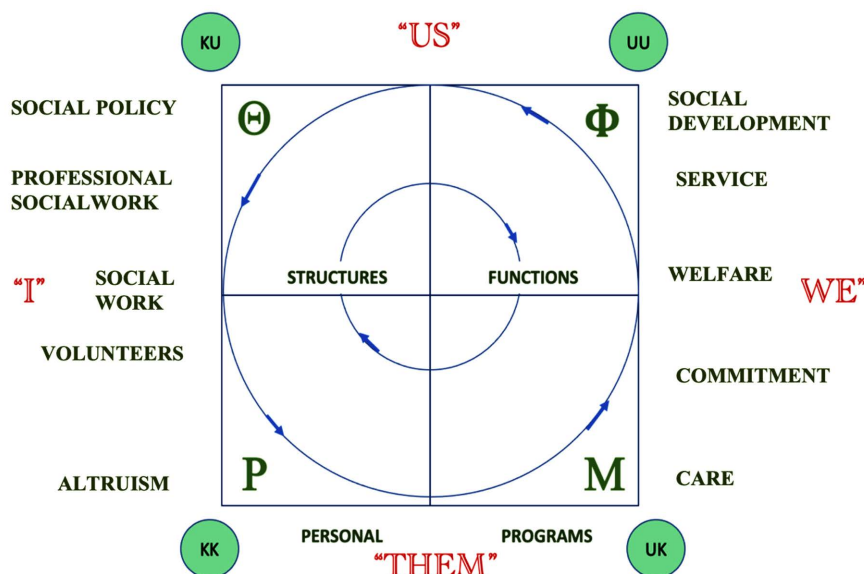 KU
“US”
UU
SOCIAL POLICY
Θ
Φ
SOCIAL
DEVELOPMENT
PROFESSIONAL
SOCIALWORK
SERVICE
“I”
SOCIAL
WORK
STRUCTURES
FUNCTIONS
WELFARE
WE”
VOLUNTEERS
COMMITMENT
ALTRUISM
P
M
CARE
KK
PERSONAL
PROGRAMS
UK
“THEM”